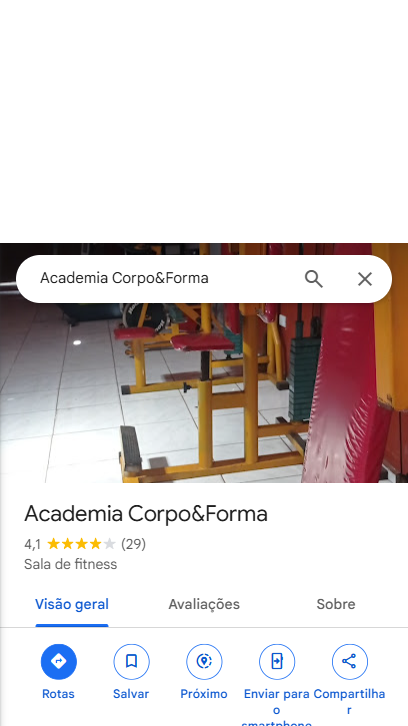 Academia Corpo&Forma
Academia Corpo&Forma
4,1 (29)
Sala de fitness
Visão geral
Avaliações
Sobre
Rotas
Salvar
Próximo
Enviar para o smartphone
Compartilhar